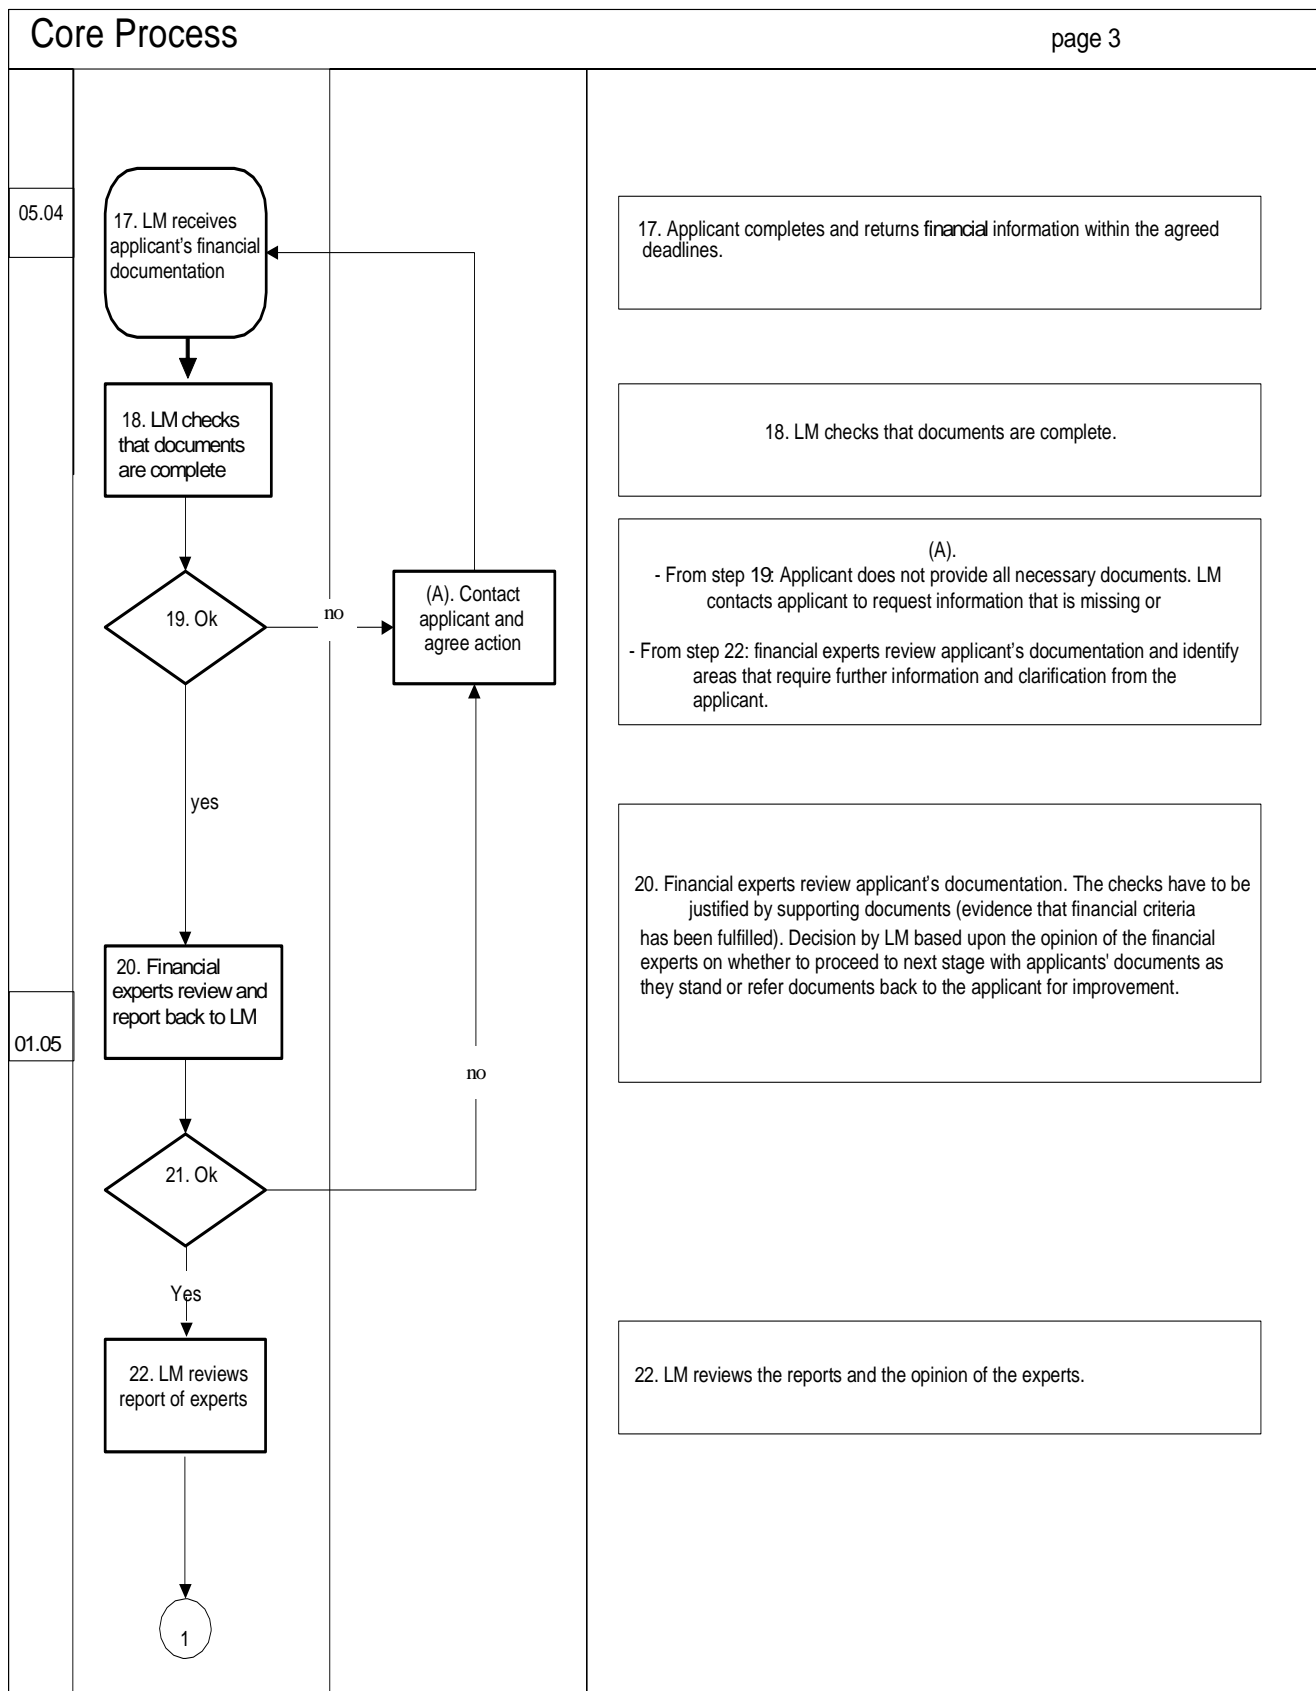 Core Process
page 3
05.04
17. LM receives
applicant's financial
documentation
17. Applicant completes and returns financial information within the agreed
deadlines.
18. LM checks
that documents
are complete
18. LM checks that documents are complete.
19. Ok
no
(A). Contact
applicant and
agree action
(A).
- From step 19: Applicant does not provide all necessary documents. LM
contacts applicant to request information that is missing or
- From step 22: financial experts review applicant's documentation and identify
areas that require further information and clarification from the
applicant.
yes
20. Financial
experts review and
report back to LM
01.05
20. Financial experts review applicant's documentation. The checks have to be
justified by supporting documents (evidence that financial criteria
has been fulfilled). Decision by LM based upon the opinion of the financial
experts on whether to proceed to next stage with applicants' documents as
they stand or refer documents back to the applicant for improvement.
no
21. Ok
Yes
22. LM reviews
report of experts
22. LM reviews the reports and the opinion of the experts.
1